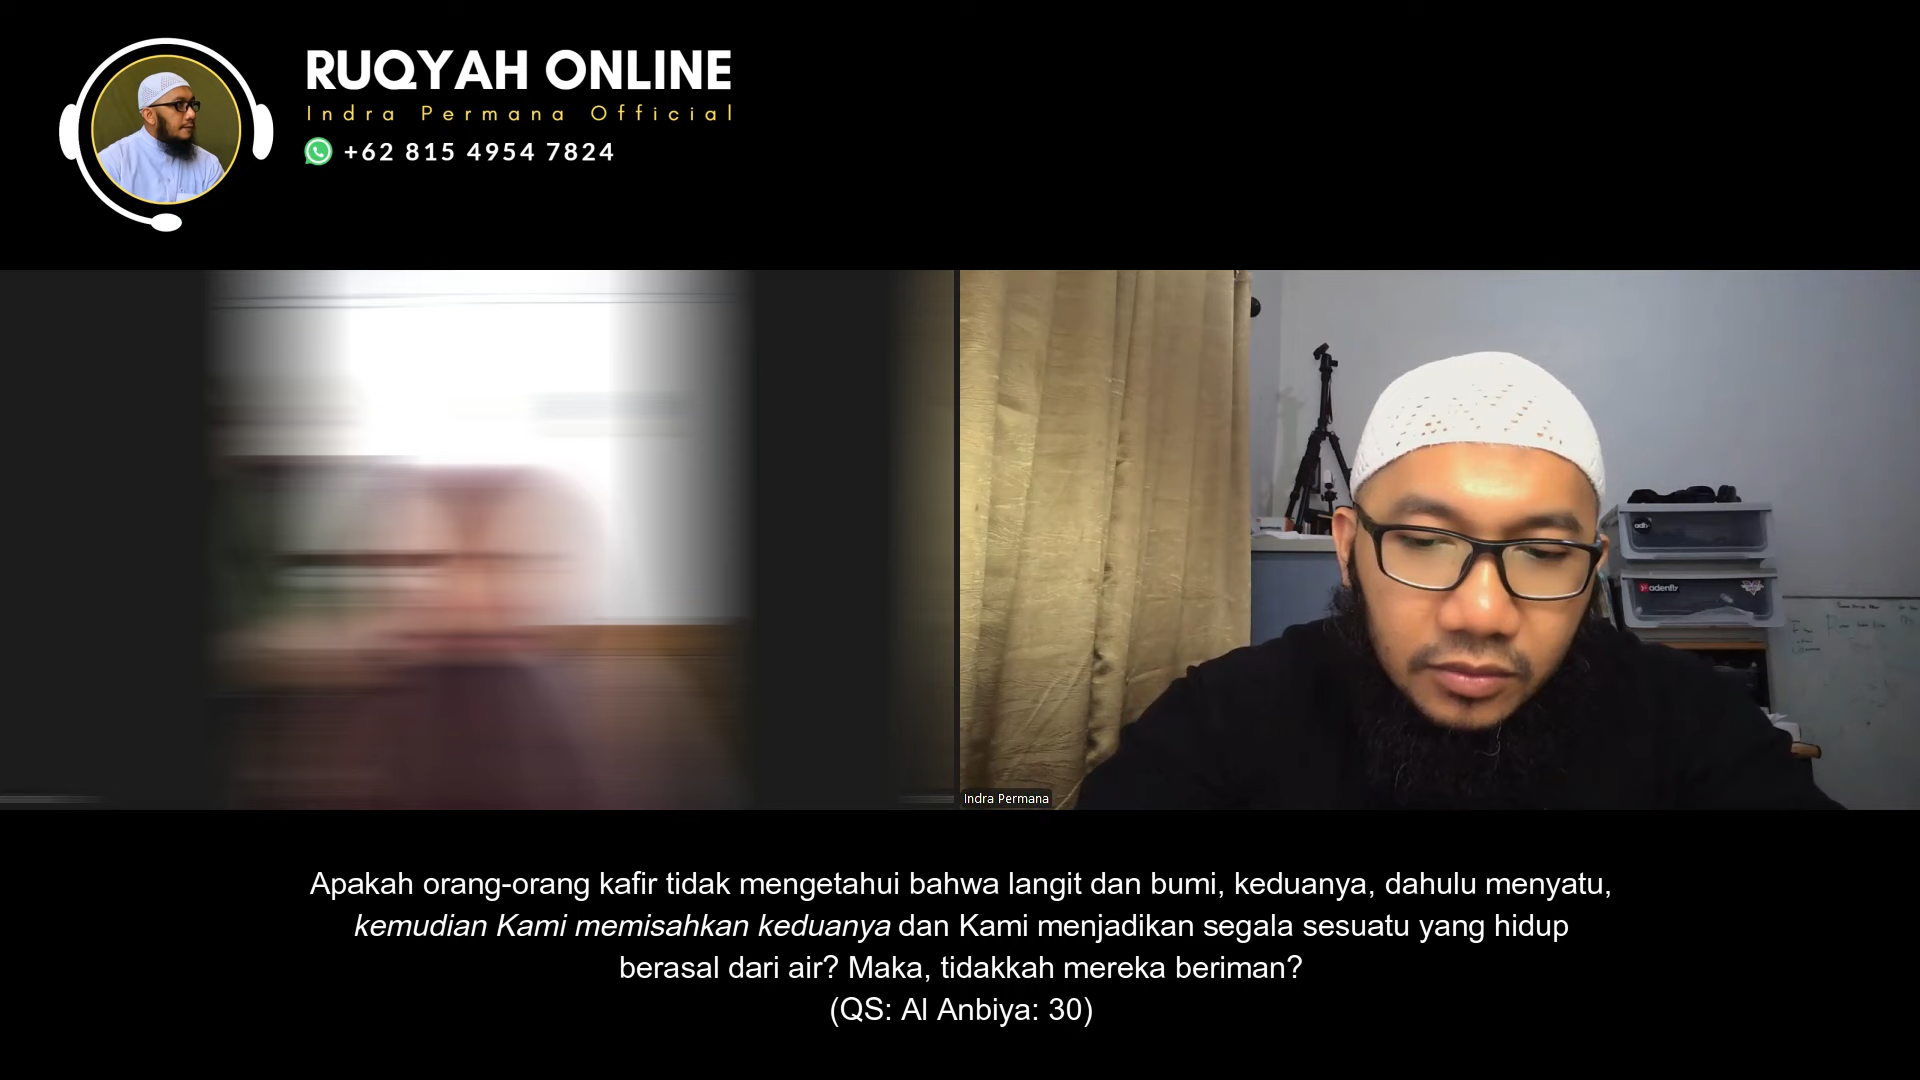 RUQYAH ONLINE
Indra Permana Official
+62 815 4954 7824
adb
adenflr
Indra Permana
Apakah orang-orang kafir tidak mengetahui bahwa langit dan bumi, keduanya, dahulu menyatu,
kemudian Kami memisahkan keduanya dan Kami menjadikan segala sesuatu yang hidup
berasal dari air? Maka, tidakkah mereka beriman?
(QS: Al Anbiya: 30)